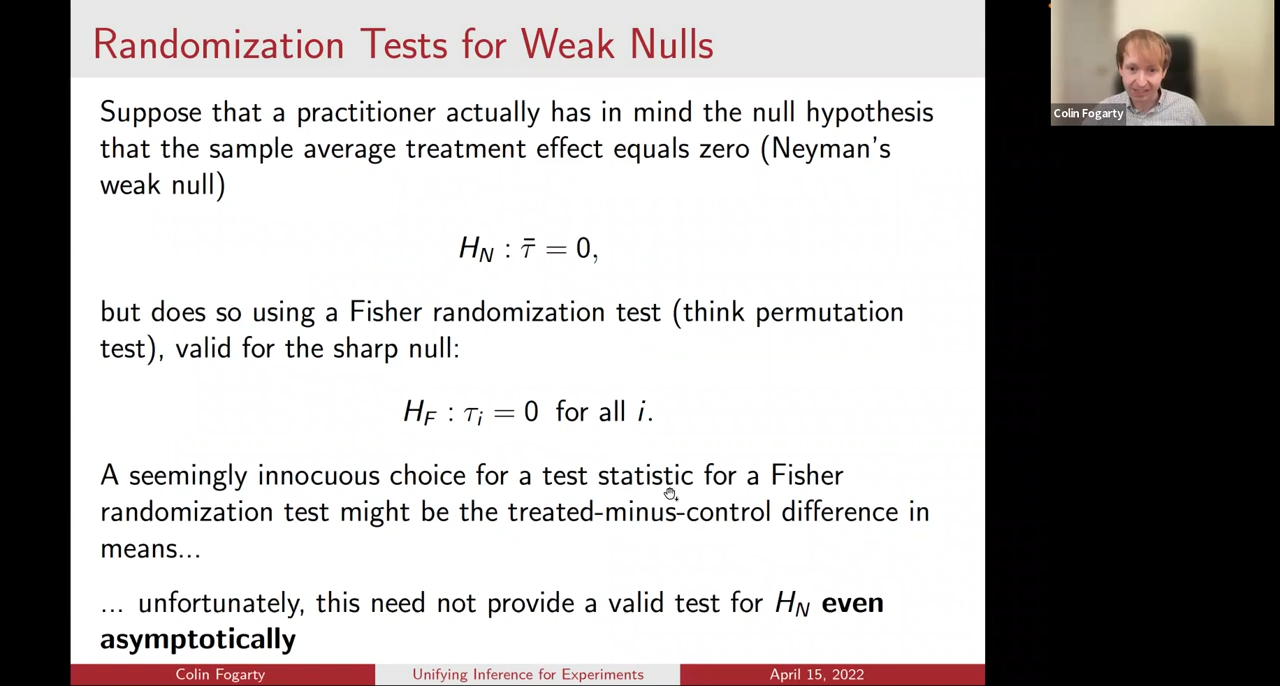 Randomization Tests for Weak Nulls
Suppose that a practitioner actually has in mind the null hypothesis
that the sample average treatment effect equals zero (Neyman's
weak null)
H_N : τ̄ = 0,
but does so using a Fisher randomization test (think permutation
test), valid for the sharp null:
H_F : τ_i = 0 for all i.
A seemingly innocuous choice for a test statistic for a Fisher
randomization test might be the treated-minus-control difference in
means...
... unfortunately, this need not provide a valid test for H_N even
asymptotically
Colin Fogarty
Unifying Inference for Experiments
April 15, 2022
Colin Fogarty